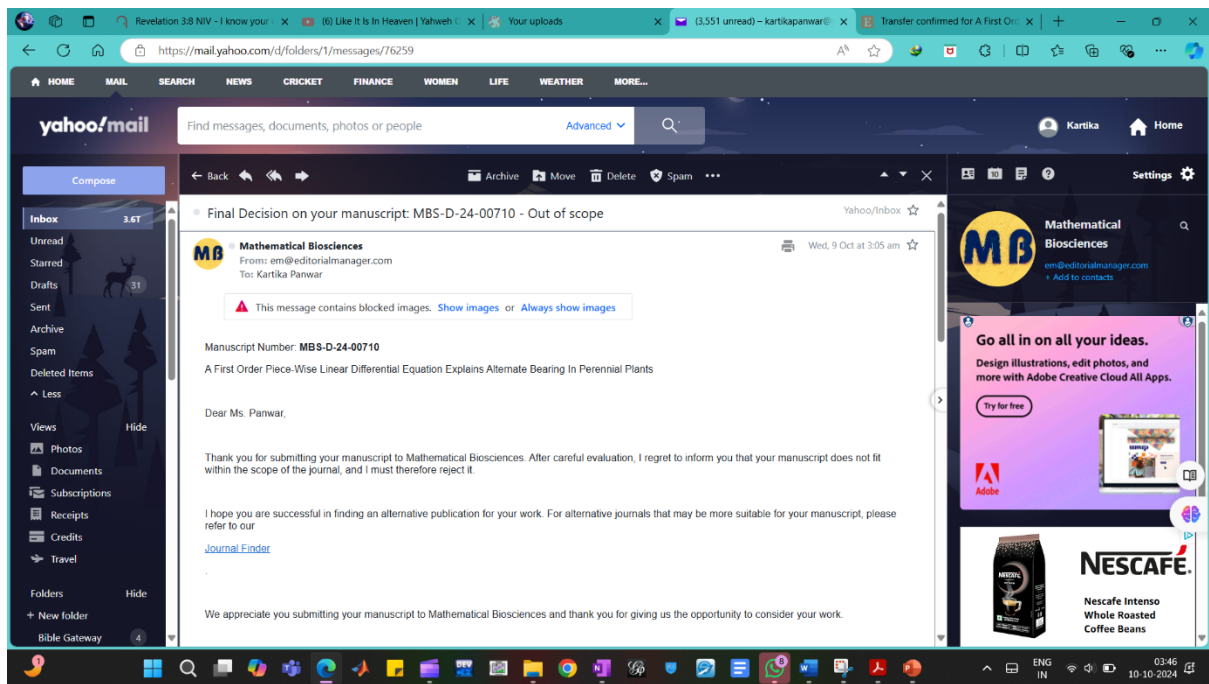 Revelation 3:8 NIV - I know your
(6) Like It Is In Heaven | Yahweh
Your uploads
(3,551 unread) – kartikapanwar@
Transfer confirmed for A First Ord
https://mail.yahoo.com/d/folders/1/messages/76259
HOME MAIL SEARCH NEWS CRICKET FINANCE WOMEN LIFE WEATHER MORE...
yahoo!mail
Find messages, documents, photos or people
Advanced
Kartika
Home
Compose
Back
Archive Move Delete Spam
Settings
Inbox 3.6T
Unread
Starred
Drafts 31
Sent
Archive
Spam
Deleted Items
Less
Views Hide
Photos
Documents
Subscriptions
Receipts
Credits
Travel
Folders Hide
+ New folder
Bible Gateway 4
Final Decision on your manuscript: MBS-D-24-00710 - Out of scope
Yahoo/Inbox
MB
Mathematical Biosciences
From: em@editorialmanager.com
To: Kartika Panwar
Wed, 9 Oct at 3:05 am
This message contains blocked images. Show images or Always show images
Manuscript Number: MBS-D-24-00710
A First Order Piece-Wise Linear Differential Equation Explains Alternate Bearing In Perennial Plants
Dear Ms. Panwar,
Thank you for submitting your manuscript to Mathematical Biosciences. After careful evaluation, I regret to inform you that your manuscript does not fit
within the scope of the journal, and I must therefore reject it.
I hope you are successful in finding an alternative publication for your work. For alternative journals that may be more suitable for your manuscript, please
refer to our
Journal Finder
.
We appreciate you submitting your manuscript to Mathematical Biosciences and thank you for giving us the opportunity to consider your work.
MB
Mathematical
Biosciences
em@editorialmanager.com
+ Add to contacts
Go all in on all your ideas.
Design illustrations, edit photos, and
more with Adobe Creative Cloud All Apps.
Try for free
Adobe
NESCAFÉ.
Nescafe Intenso
Whole Roasted
Coffee Beans
ENG
IN
03:46
10-10-2024